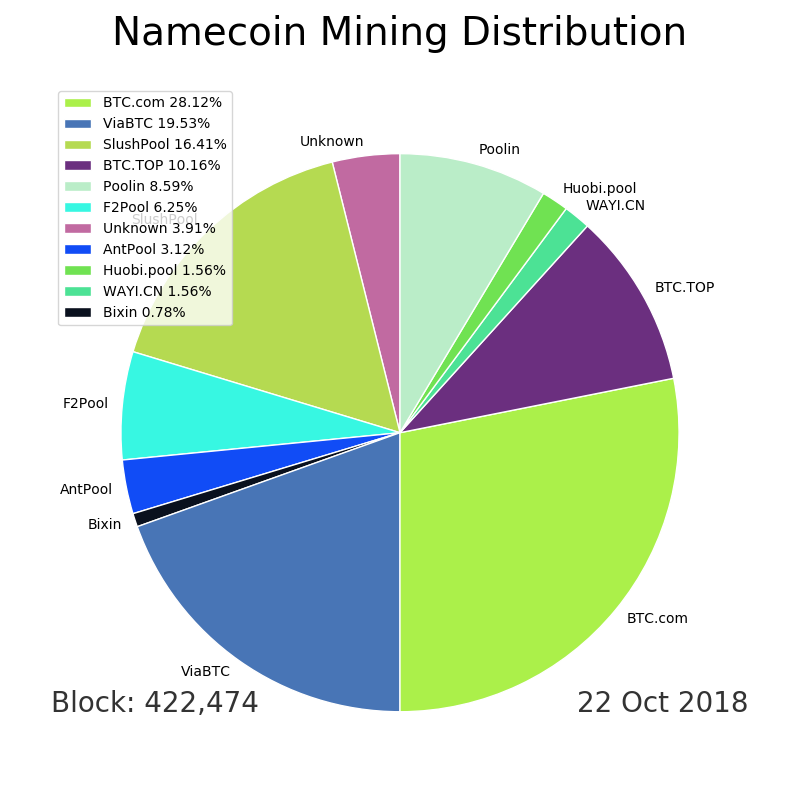 Namecoin Mining Distribution
BTC.com 28.12%
ViaBTC 19.53%
SlushPool 16.41%
BTC.TOP 10.16%
Poolin 8.59%
F2Pool 6.25%
Unknown 3.91%
AntPool 3.12%
Huobi.pool 1.56%
WAYI.CN 1.56%
Bixin 0.78%
Unknown
Poolin
Huobi.pool
WAYI.CN
SlushPool
BTC.TOP
F2Pool
AntPool
Bixin
BTC.com
ViaBTC
Block: 422,474
22 Oct 2018